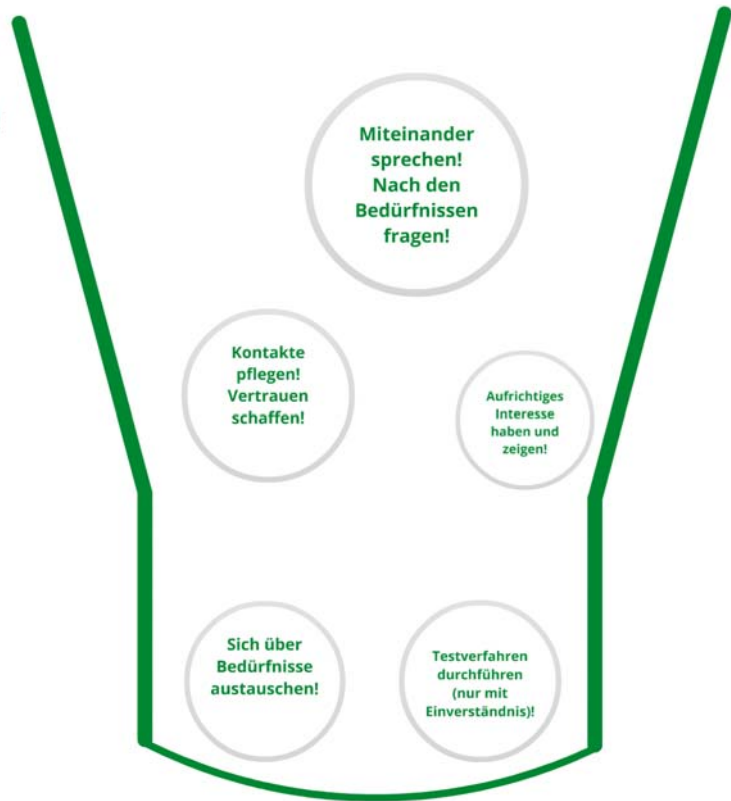 Miteinander
sprechen!
Nach den
Bedürfnissen
fragen!
Kontakte
pflegen!
Vertrauen
schaffen!
Aufrichtiges
Interesse
haben und
zeigen!
Sich über
Bedürfnisse
austauschen!
Testverfahren
durchführen
(nur mit
Einverständnis)!